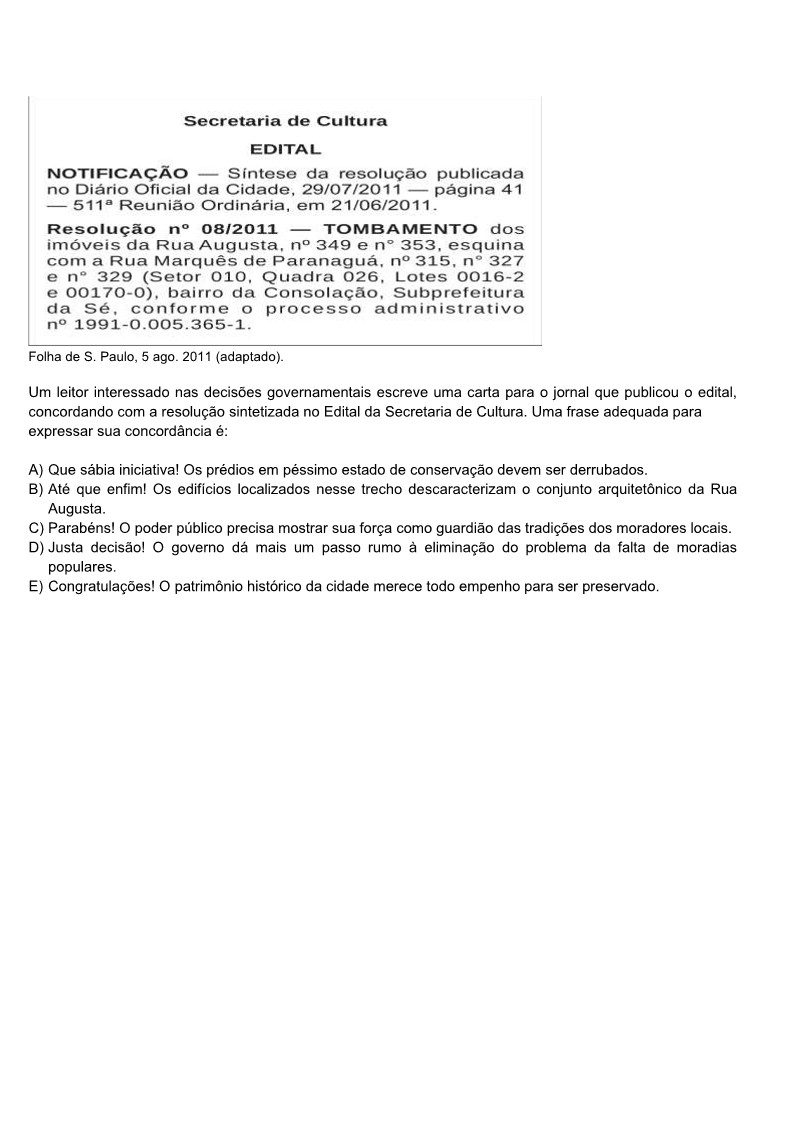 Secretaria de Cultura
EDITAL
NOTIFICAÇÃO — Síntese da resolução publicada
no Diário Oficial da Cidade, 29/07/2011 — página 41
— 511ª Reunião Ordinária, em 21/06/2011.
Resolução nº 08/2011 — TOMBAMENTO dos
imóveis da Rua Augusta, nº 349 e n° 353, esquina
com a Rua Marquês de Paranaguá, nº 315, n° 327
e n° 329 (Setor 010, Quadra 026, Lotes 0016-2
e 00170-0), bairro da Consolação, Subprefeitura
da Sé, conforme o processo administrativo
nº 1991-0.005.365-1.
Folha de S. Paulo, 5 ago. 2011 (adaptado).
Um leitor interessado nas decisões governamentais escreve uma carta para o jornal que publicou o edital,
concordando com a resolução sintetizada no Edital da Secretaria de Cultura. Uma frase adequada para
expressar sua concordância é:
A) Que sábia iniciativa! Os prédios em péssimo estado de conservação devem ser derrubados.
B) Até que enfim! Os edifícios localizados nesse trecho descaracterizam o conjunto arquitetônico da Rua
Augusta.
C) Parabéns! O poder público precisa mostrar sua força como guardião das tradições dos moradores locais.
D) Justa decisão! O governo dá mais um passo rumo à eliminação do problema da falta de moradias
populares.
E) Congratulações! O patrimônio histórico da cidade merece todo empenho para ser preservado.